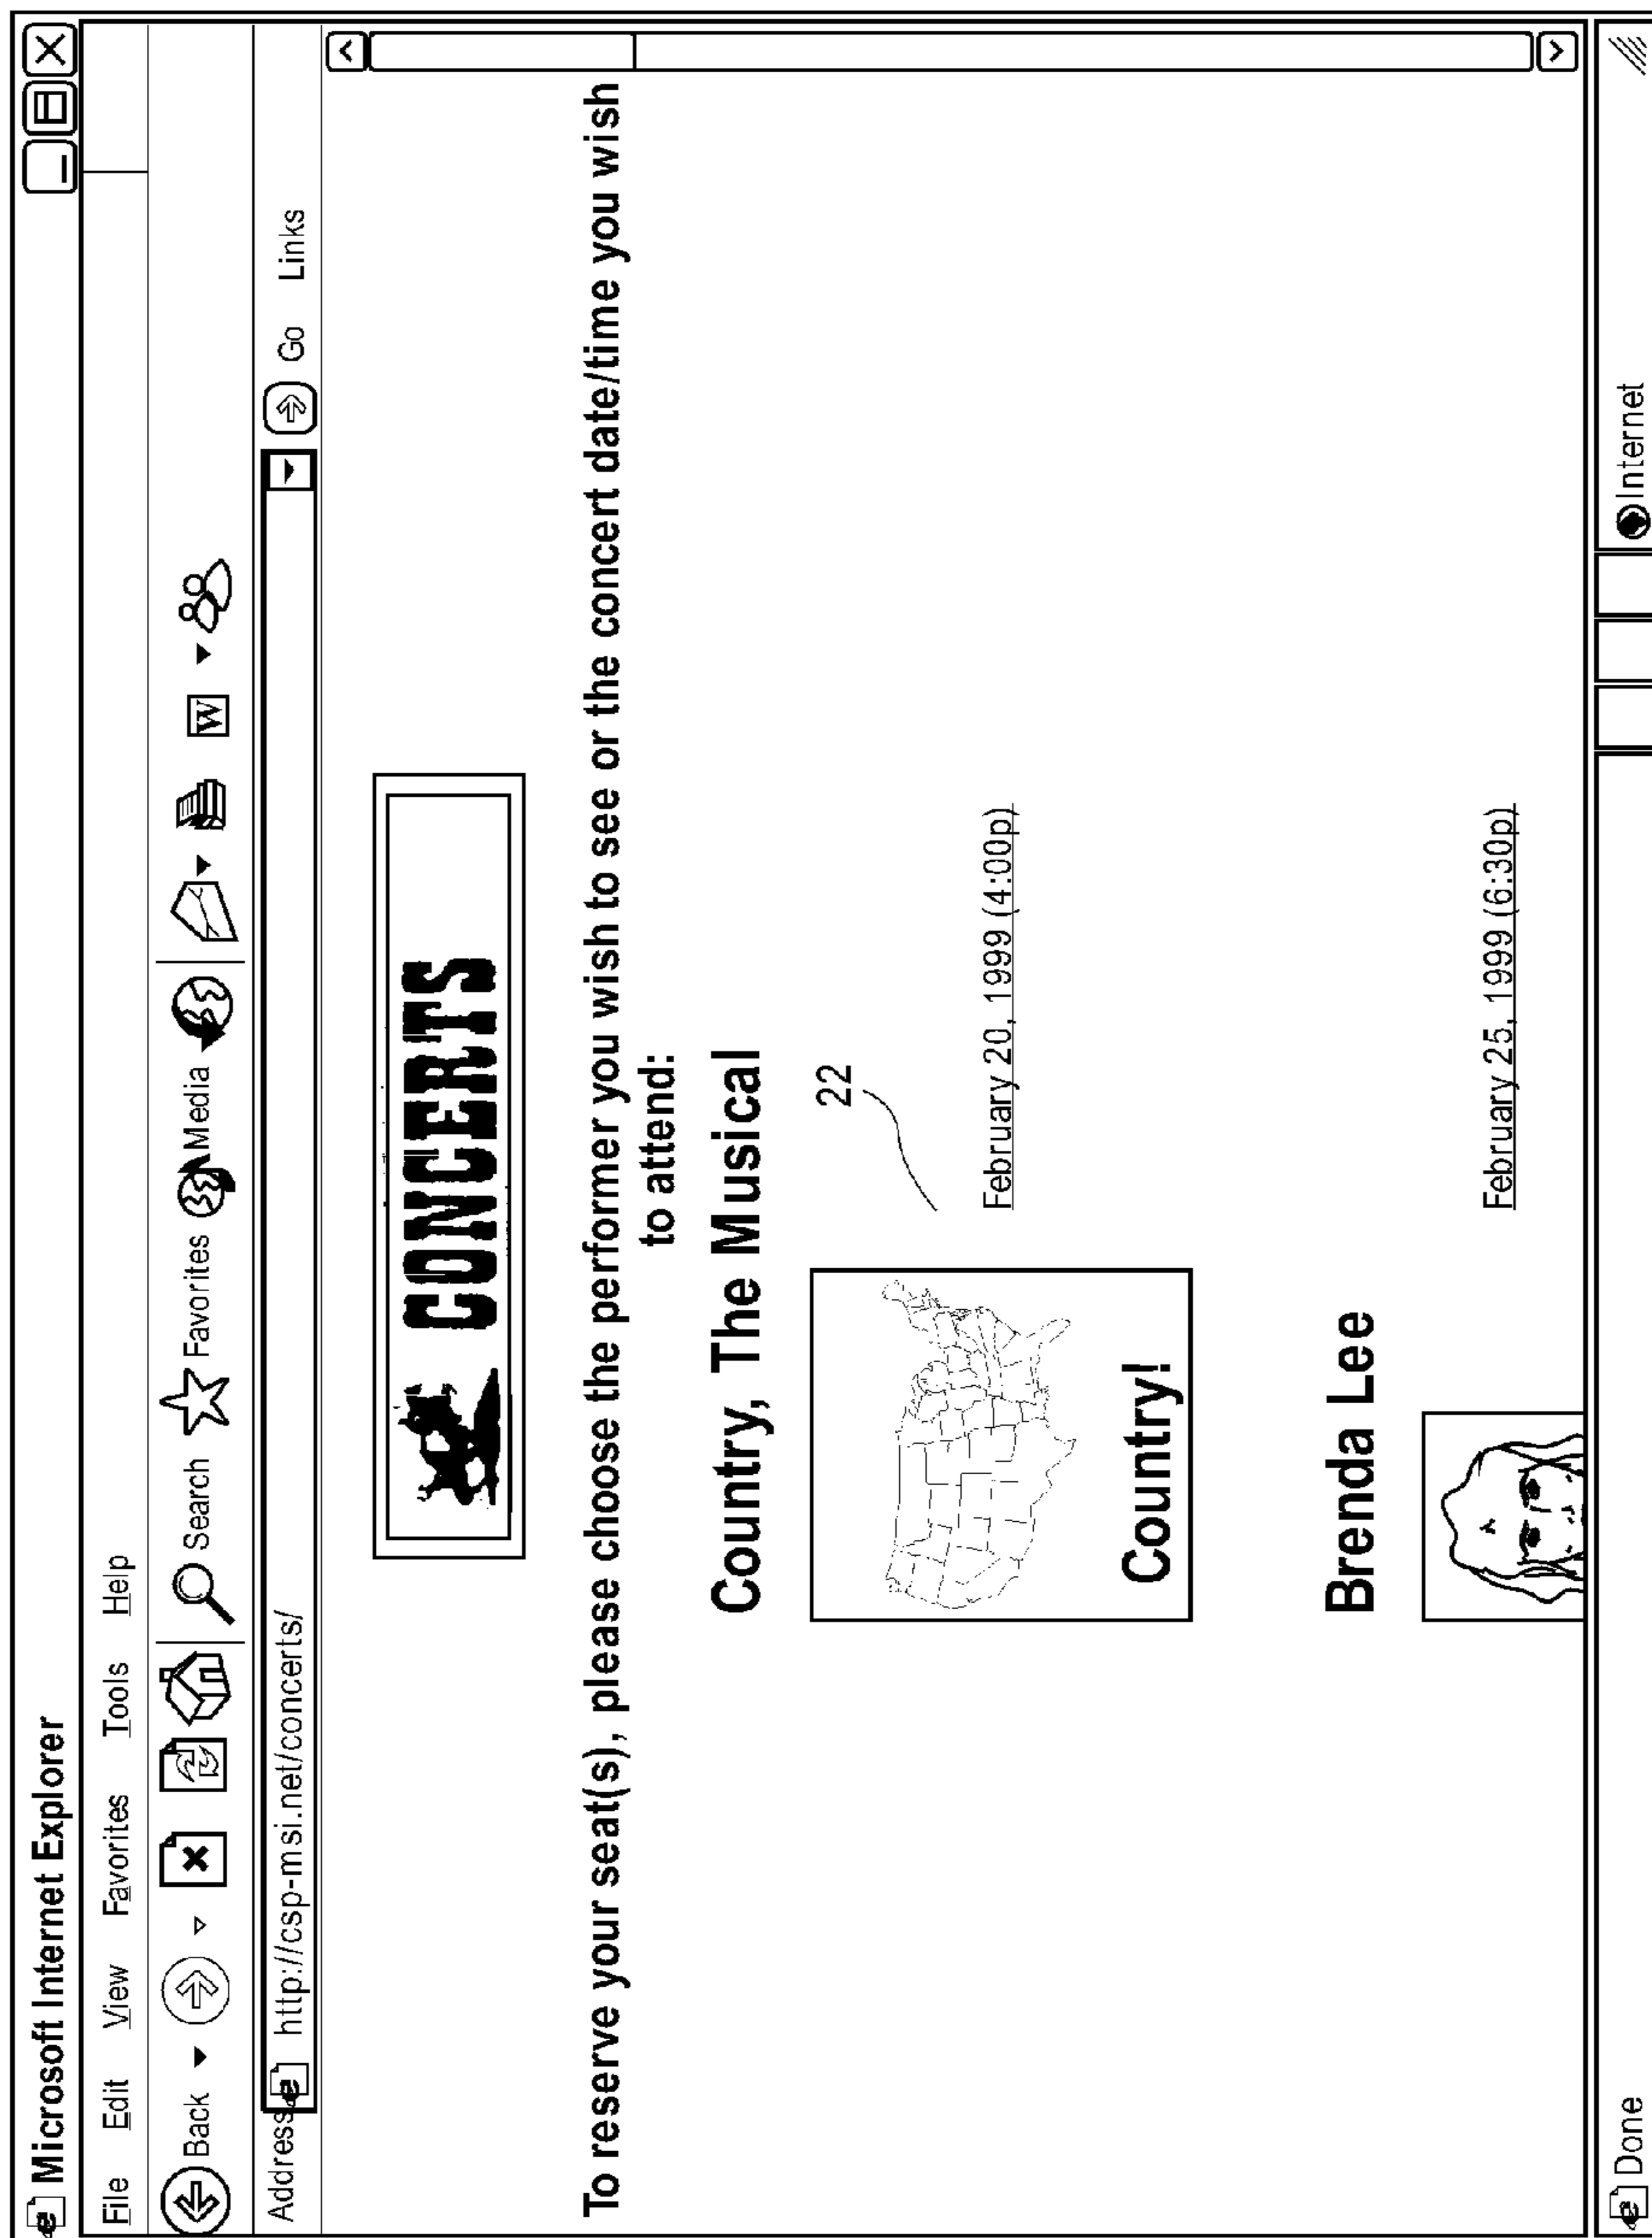 Microsoft Internet Explorer
File Edit View Favorites Tools Help
Back Search Favorites Media W
Address http://csp-msi.net/concerts/ Go Links
CONCERTS
To reserve your seat(s), please choose the performer you wish to see or the concert date/time you wish
to attend:
Country, The Musical
22
February 20, 1999 (4:00p)
Country!
Brenda Lee
February 25, 1999 (6:30p)
Done Internet